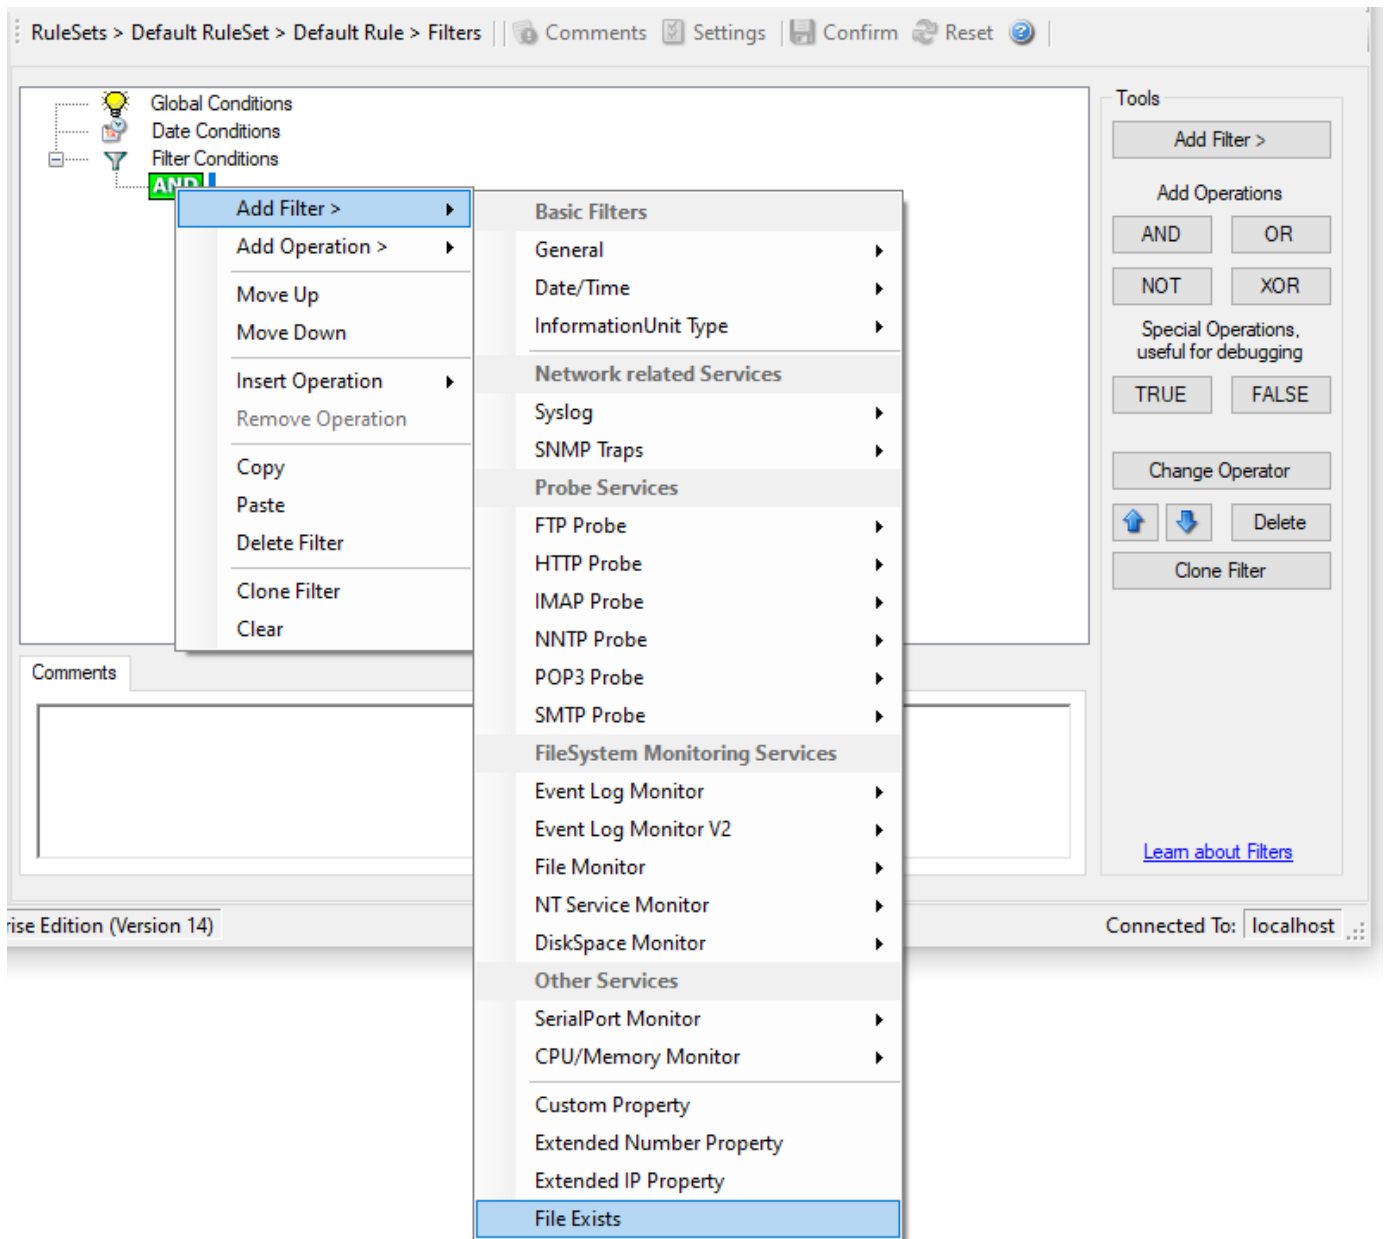 RuleSets > Default RuleSet > Default Rule > Filters Comments Settings Confirm Reset
Global Conditions
Date Conditions
Filter Conditions
AND
Add Filter >
Add Operation >
Move Up
Move Down
Insert Operation
Remove Operation
Copy
Paste
Delete Filter
Clone Filter
Clear
Basic Filters
General
Date/Time
InformationUnit Type
Network related Services
Syslog
SNMP Traps
Probe Services
FTP Probe
HTTP Probe
IMAP Probe
NNTP Probe
POP3 Probe
SMTP Probe
FileSystem Monitoring Services
Event Log Monitor
Event Log Monitor V2
File Monitor
NT Service Monitor
DiskSpace Monitor
Other Services
SerialPort Monitor
CPU/Memory Monitor
Custom Property
Extended Number Property
Extended IP Property
File Exists
Tools
Add Filter >
Add Operations
AND OR
NOT XOR
Special Operations,
useful for debugging
TRUE FALSE
Change Operator
Delete
Clone Filter
Learn about Filters
Comments
rise Edition (Version 14)
Connected To: localhost